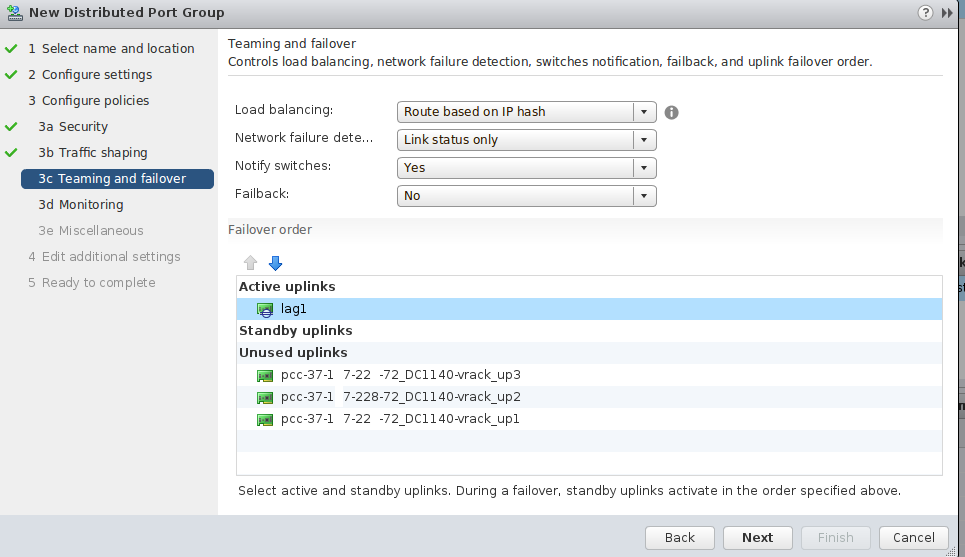 New Distributed Port Group
1 Select name and location
2 Configure settings
3 Configure policies
3a Security
3b Traffic shaping
3c Teaming and failover
3d Monitoring
3e Miscellaneous
4 Edit additional settings
5 Ready to complete
Teaming and failover
Controls load balancing, network failure detection, switches notification, failback, and uplink failover order.
Load balancing: Route based on IP hash
Network failure dete... Link status only
Notify switches: Yes
Failback: No
Failover order
Active uplinks
lag1
Standby uplinks
Unused uplinks
pcc-37-1 7-22 -72_DC1140-vrack_up3
pcc-37-1 7-228-72_DC1140-vrack_up2
pcc-37-1 7-22 -72_DC1140-vrack_up1
Select active and standby uplinks. During a failover, standby uplinks activate in the order specified above.
Back Next Finish Cancel